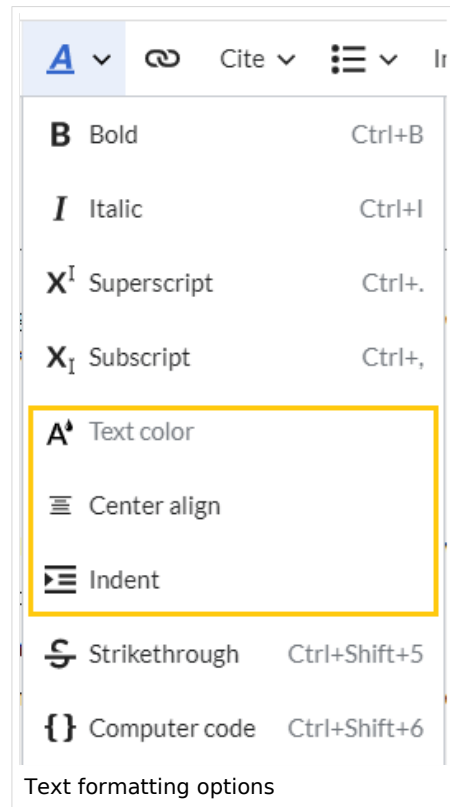 A Cite
B Bold Ctrl+B
I Italic Ctrl+I
X^I Superscript Ctrl+.
X_I Subscript Ctrl+,
A Text color
Center align
Indent
S Strikethrough Ctrl+Shift+5
{} Computer code Ctrl+Shift+6
Text formatting options